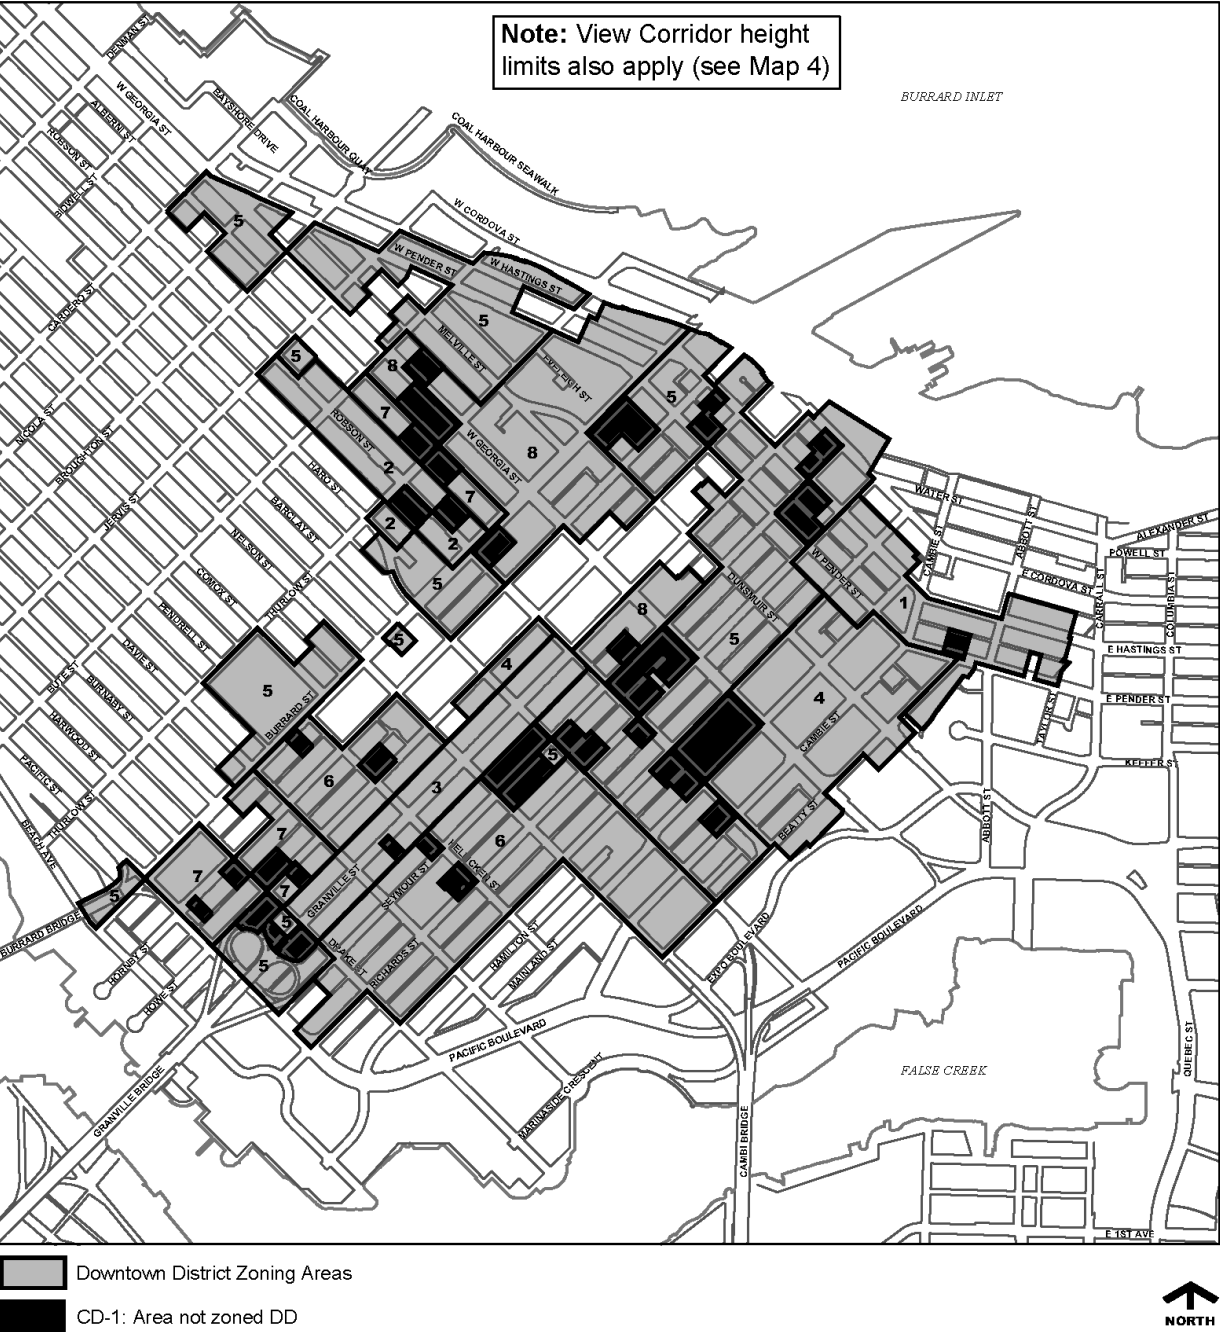 Note: View Corridor height
limits also apply (see Map 4)
BURRARD INLET
DENMAN ST
W GEORGIA ST
ALBERNI ST
ROBSON ST
BIDWELL ST
BAYSHORE DRIVE
COAL HARBOUR QUAY
COAL HARBOUR SEAWALK
W CORDOVA ST
W PENDER ST
W HASTINGS ST
5
CARDERO ST
5
MELVILLE ST
EVELEIGH ST
5
8
5
7
ROBSON ST
W GEORGIA ST
8
2
NICOLA ST
BROUGHTON ST
JERVIS ST
HARO ST
BARCLAY ST
NELSON ST
COMOX ST
THURLOW ST
PENDRELL ST
DAVIE ST
BUTE ST
BURNABY ST
HARWOOD ST
PACIFIC ST
THURLOW ST
BEACH AVE
7
2
2
5
WATER ST
CAMBIE ST
ABBOTT ST
ALEXANDER ST
POWELL ST
E CORDOVA ST
CARRALL ST
COLUMBIA ST
E HASTINGS ST
E PENDER ST
TAYLOR ST
KEEFER ST
ABBOTT ST
W PENDER ST
1
DUNSMUIR ST
8
5
5
4
5
BURRARD ST
4
CAMBIE ST
5
6
3
BEATTY ST
7
6
HELMCKEN ST
7
7
5
GRANVILLE ST
SEYMOUR ST
5
5
DRAKE ST
RICHARDS ST
HAMILTON ST
MAINLAND ST
BURRARD BRIDGE
HORNBY ST
HOWE ST
EXPO BOULEVARD
PACIFIC BOULEVARD
PACIFIC BOULEVARD
MARINASIDE CRESCENT
GRANVILLE BRIDGE
CAMBI BRIDGE
FALSE CREEK
QUEBEC ST
E 1ST AVE
Downtown District Zoning Areas
CD-1: Area not zoned DD
NORTH